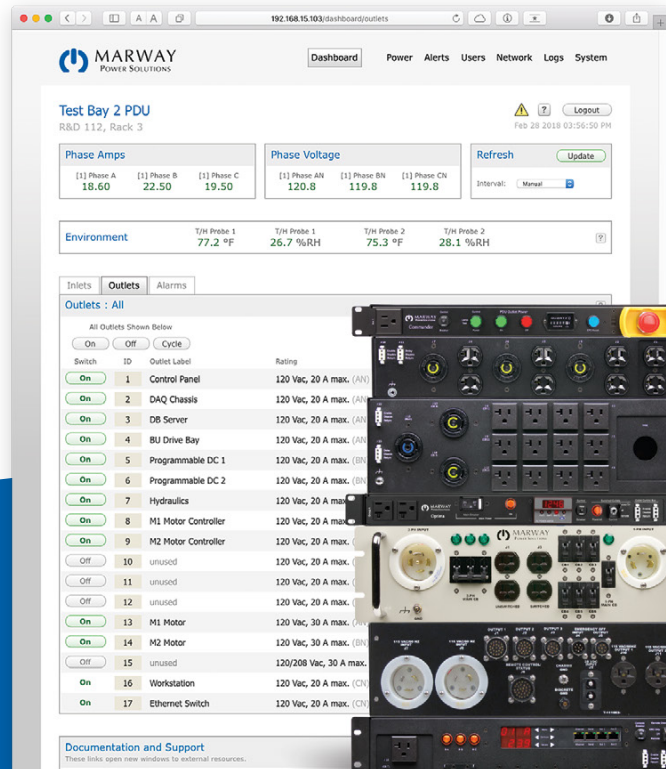 192.168.15.103/dashboard/outlets
MARWAY
POWER SOLUTIONS
Dashboard Power Alerts Users Network Logs System
Test Bay 2 PDU
R&D 112, Rack 3
? Logout
Feb 28 2018 03:56:50 PM
Phase Amps
[1] Phase A [1] Phase B [1] Phase C
18.60 22.50 19.50
Phase Voltage
[1] Phase AN [1] Phase BN [1] Phase CN
120.8 119.8 119.8
Refresh Update
Interval: Manual
Environment
T/H Probe 1 T/H Probe 1 T/H Probe 2 T/H Probe 2
77.2 °F 26.7 %RH 75.3 °F 28.1 %RH
?
Inlets Outlets Alarms
Outlets : All
All Outlets Shown Below
On Off Cycle
Switch ID Outlet Label Rating
On 1 Control Panel 120 Vac, 20 A max. (AN)
On 2 DAQ Chassis 120 Vac, 20 A max. (AN)
On 3 DB Server 120 Vac, 20 A max. (AN)
On 4 BU Drive Bay 120 Vac, 20 A max. (AN)
On 5 Programmable DC 1 120 Vac, 20 A max.
On 6 Programmable DC 2 120 Vac, 20 A max.
On 7 Hydraulics 120 Vac, 20 A max.
On 8 M1 Motor Controller 120 Vac, 20 A max.
On 9 M2 Motor Controller 120 Vac, 20 A max.
Off 10 unused 120 Vac, 20 A max.
Off 11 unused 120 Vac, 20 A max.
Off 12 unused 120 Vac, 20 A max.
On 13 M1 Motor 120 Vac, 30 A max.
On 14 M2 Motor 120 Vac, 30 A max. (BN)
Off 15 unused 120/208 Vac, 30 A max.
On 16 Workstation 120 Vac, 20 A max. (CN)
On 17 Ethernet Switch 120 Vac, 20 A max. (CN)
Documentation and Support
These links open new windows to external resources.
MARWAY
Commander
MARWAY
Optima
MARWAY
POWER SOLUTIONS